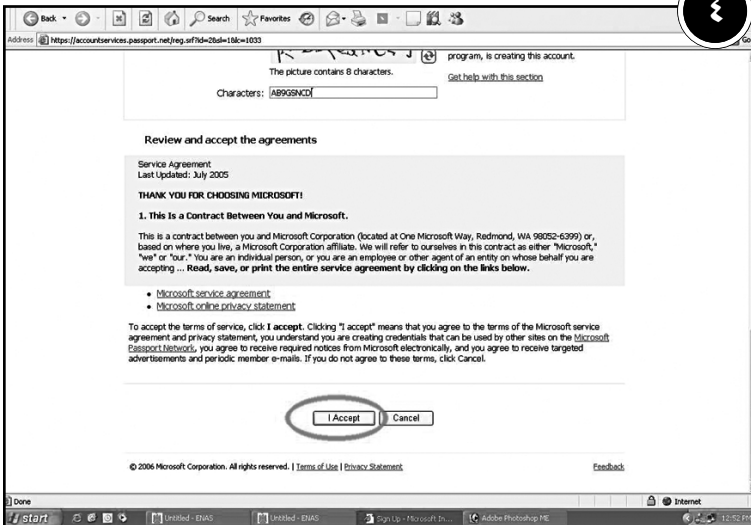 ٤
Back Search Favorites
Address https://accountservices.passport.net/reg.srf?id=2&sl=1&lc=1033 Go
program, is creating this account.
The picture contains 8 characters.
Get help with this section
Characters: AB9GSNCD
Review and accept the agreements
Service Agreement
Last Updated: July 2005
THANK YOU FOR CHOOSING MICROSOFT!
1. This Is a Contract Between You and Microsoft.
This is a contract between you and Microsoft Corporation (located at One Microsoft Way, Redmond, WA 98052-6399) or,
based on where you live, a Microsoft Corporation affiliate. We will refer to ourselves in this contract as either "Microsoft,"
"we" or "our." You are an individual person, or you are an employee or other agent of an entity on whose behalf you are
accepting ... Read, save, or print the entire service agreement by clicking on the links below.
• Microsoft service agreement
• Microsoft online privacy statement
To accept the terms of service, click I accept. Clicking "I accept" means that you agree to the terms of the Microsoft service
agreement and privacy statement, you understand you are creating credentials that can be used by other sites on the Microsoft
Passport Network, you agree to receive required notices from Microsoft electronically, and you agree to receive targeted
advertisements and periodic member e-mails. If you do not agree to these terms, click Cancel.
I Accept Cancel
© 2006 Microsoft Corporation. All rights reserved. | Terms of Use | Privacy Statement Feedback
Done Internet
start Untitled - ENAS Untitled - ENAS Sign Up - Microsoft In... Adobe Photoshop ME 12:52 PM